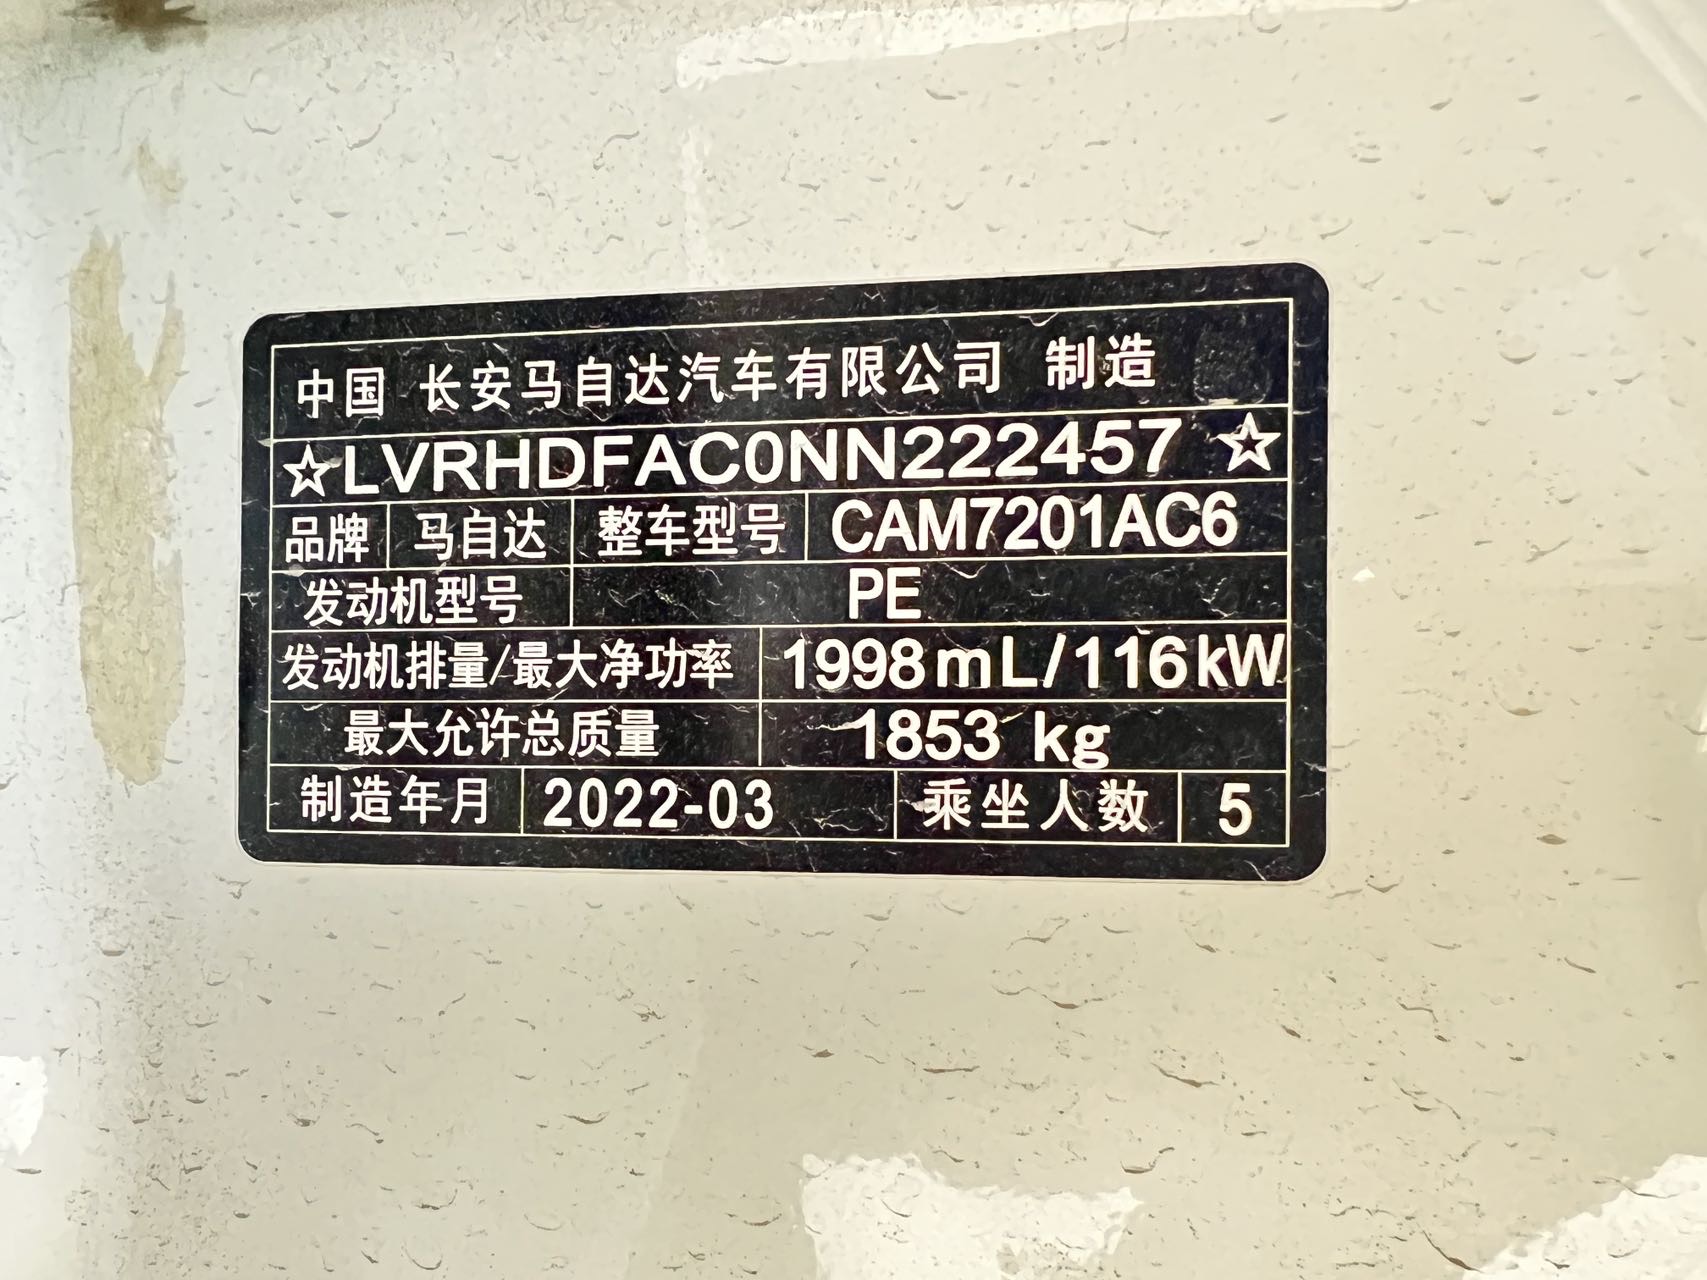 中国 长安马自达汽车有限公司 制造
☆LVRHDFAC0NN222457☆
品牌 马自达 整车型号 CAM7201AC6
发动机型号 PE
发动机排量/最大净功率 1998mL/116kW
最大允许总质量 1853 kg
制造年月 2022-03 乘坐人数 5